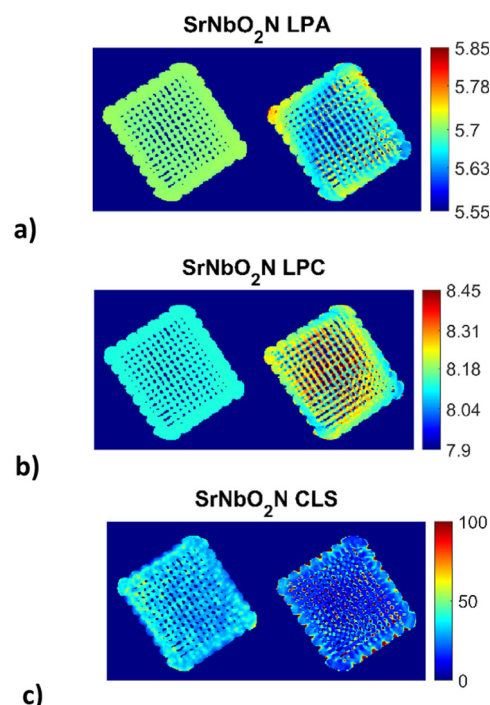 SrNbO2N LPA
5.85
5.78
5.7
5.63
5.55
a)
SrNbO2N LPC
8.45
8.31
8.18
8.04
7.9
b)
SrNbO2N CLS
100
50
0
c)